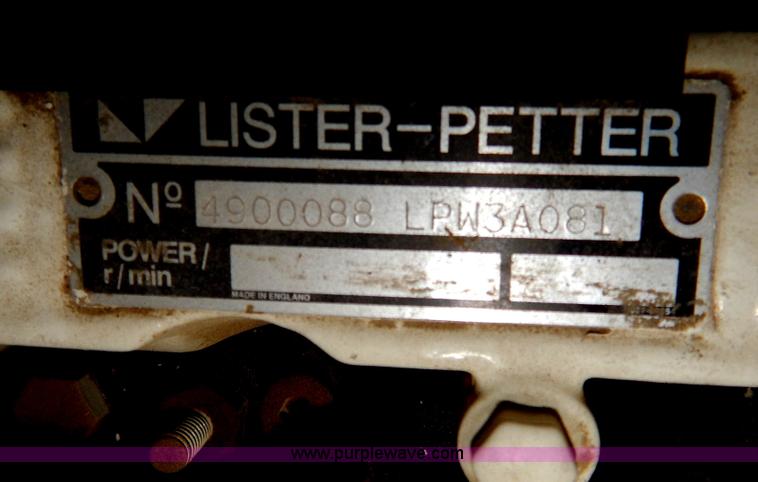 LISTER-PETTER
Nº 4900088 LPW3A081
POWER/
r/min
MADE IN ENGLAND
www.purplewave.com